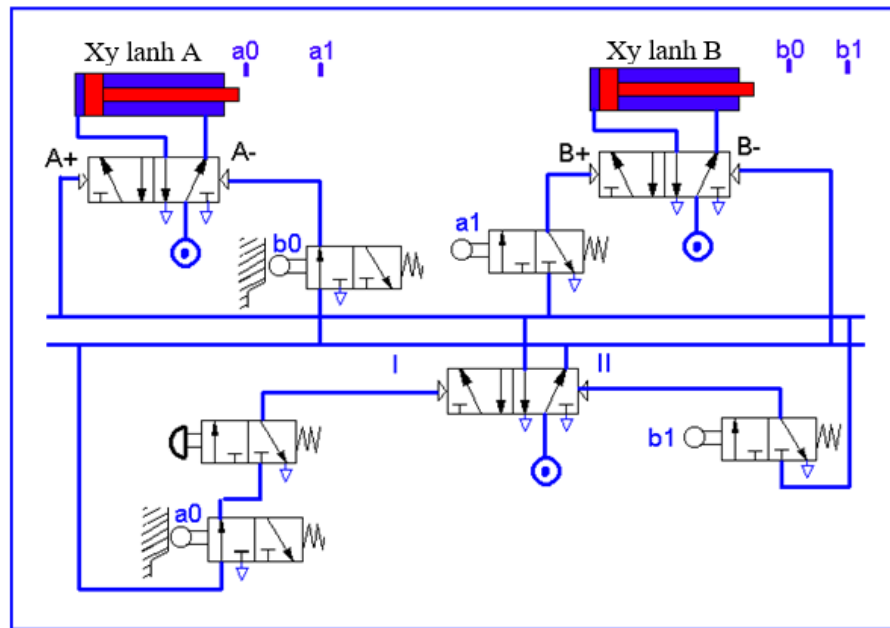 Xy lanh A a0 a1
Xy lanh B b0 b1
A+ A-
B+ B-
b0
a1
I II
b1
a0